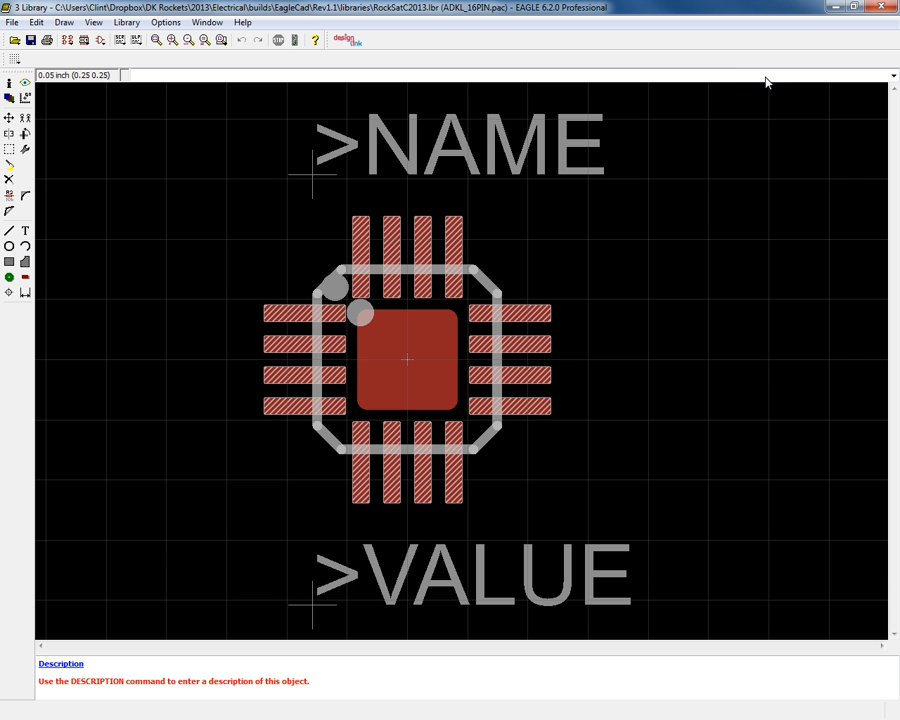 3 Library - C:\Users\Clint\Dropbox\DK Rockets\2013\Electrical\builds\EagleCad\Rev1.1\libraries\RockSatC2013.lbr (ADKL_16PIN.pac) - EAGLE 6.2.0 Professional
File Edit Draw View Library Options Window Help
design link
0.05 inch (0.25 0.25)
>NAME
>VALUE
Description
Use the DESCRIPTION command to enter a description of this object.